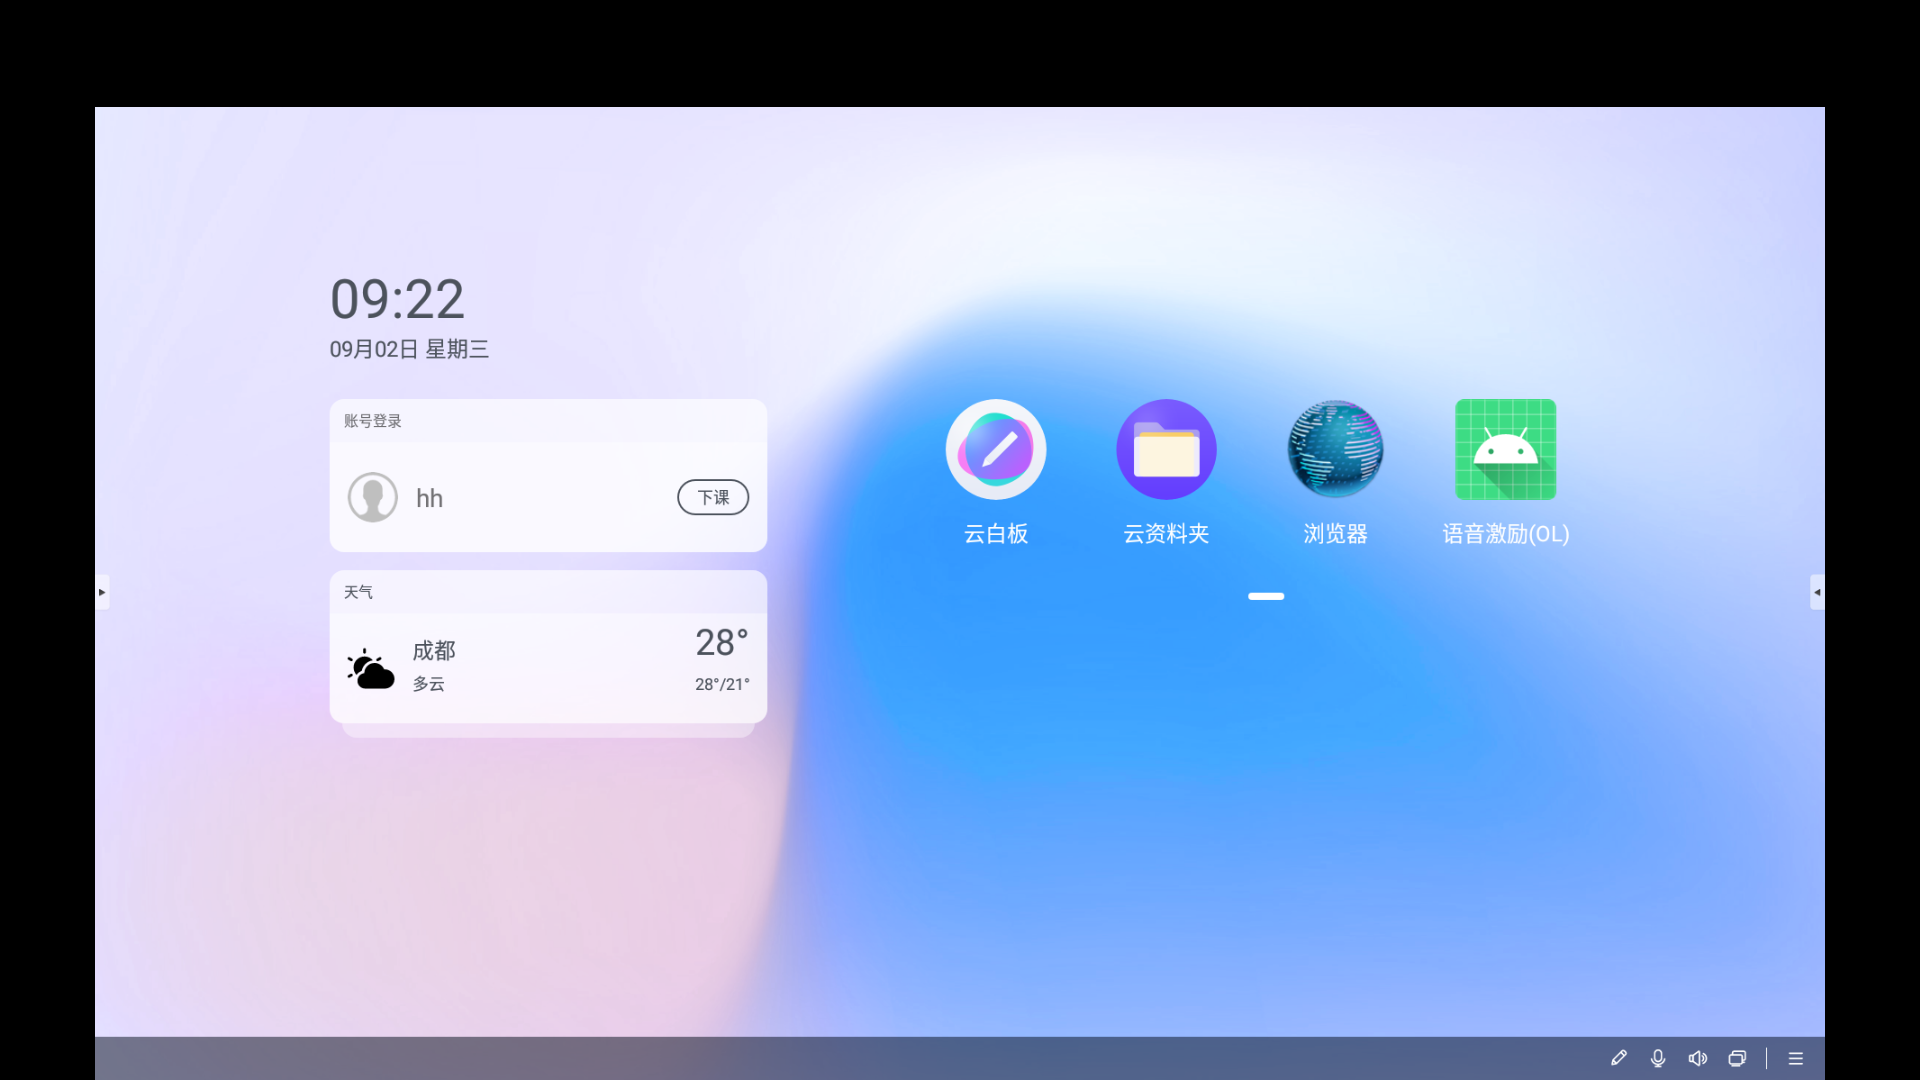 09:22
09月02日 星期三
账号登录
hh
下课
天气
成都
多云
28°
28°/21°
云白板
云资料夹
浏览器
语音激励(OL)